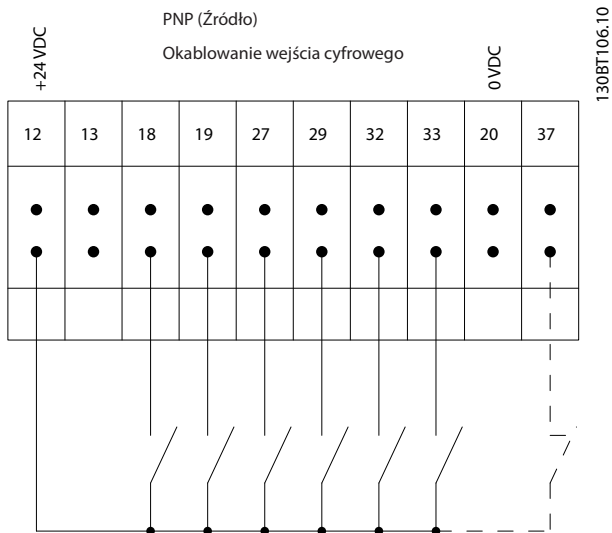 PNP (Źródło)
Okablowanie wejścia cyfrowego
+24 VDC
0 VDC
130BT106.10
12 13 18 19 27 29 32 33 20 37